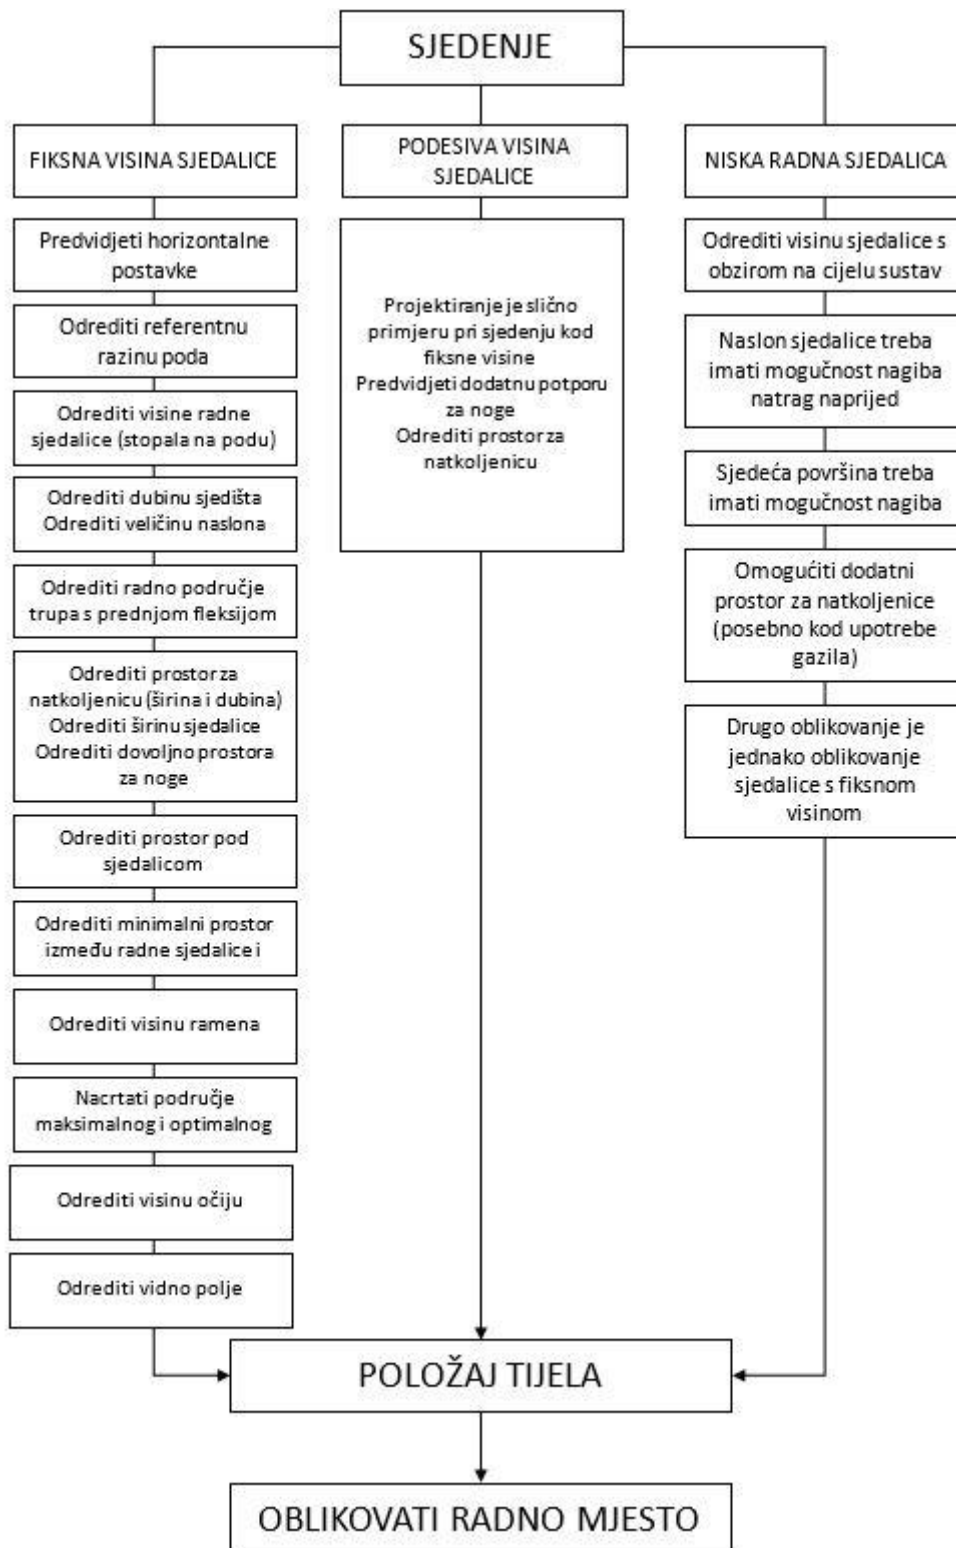 SJEDENJE
FIKSNA VISINA SJEDALICE
Predvidjeti horizontalne
postavke
Odrediti referentnu
razinu poda
Odrediti visine radne
sjedalice (stopala na podu)
Odrediti dubinu sjedišta
Odrediti veličinu naslona
Odrediti radno područje
trupa s prednjom fleksijom
Odrediti prostor za
natkoljenicu (širina i dubina)
Odrediti širinu sjedalice
Odrediti dovoljno prostora
za noge
Odrediti prostor pod
sjedalicom
Odrediti minimalni prostor
između radne sjedalice i
Odrediti visinu ramena
Nacrtati područje
maksimalnog i optimalnog
Odrediti visinu očiju
Odrediti vidno polje
PODESIVA VISINA
SJEDALICE
Projektiranje je slično
primjeru pri sjedenju kod
fiksne visine
Predvidjeti dodatnu potporu
za noge
Odrediti prostor za
natkoljenicu
NISKA RADNA SJEDALICA
Odrediti visinu sjedalice s
obzirom na cijelu sustav
Naslon sjedalice treba
imati mogučnost nagiba
natrag naprijed
Sjedeća površina treba
imati mogučnost nagiba
Omogućiti dodatni
prostor za natkoljenice
(posebno kod upotrebe
gazila)
Drugo oblikovanje je
jednako oblikovanje
sjedalice s fiksnom
visinom
POLOŽAJ TIJELA
OBLIKOVATI RADNO MJESTO